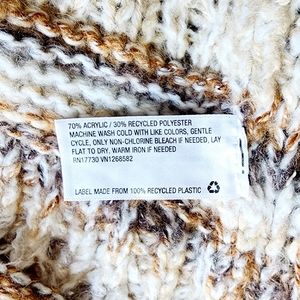 70% ACRYLIC / 30% RECYCLED POLYESTER
MACHINE WASH COLD WITH LIKE COLORS, GENTLE
CYCLE, ONLY NON-CHLORINE BLEACH IF NEEDED, LAY
FLAT TO DRY, WARM IRON IF NEEDED
RN17730 VN1268582
LABEL MADE FROM 100% RECYCLED PLASTIC